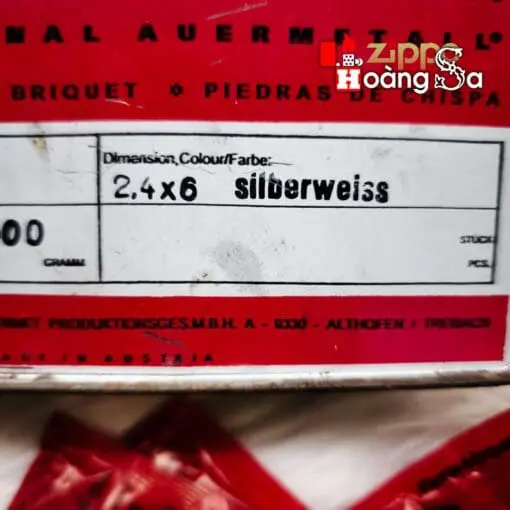 NAL AUERMETALL®
ZIPPO
Hoàng Sa
BRIQUET ❖ PIEDRAS DE CHISPA
Dimension,Colour/Farbe:
2,4x6 silberweiss
00
GRAMM
STÜCK
PCS.
PRODUKTIONSGES.M.B.H. A - 9330 - ALTHOFEN / TREIBACH
MADE IN AUSTRIA